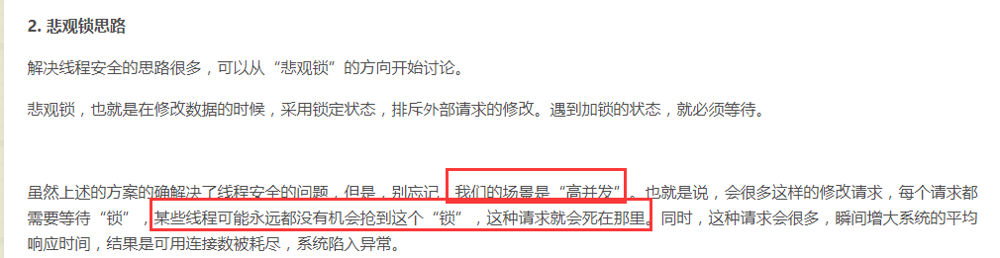 2. 悲观锁思路
解决线程安全的思路很多，可以从“悲观锁”的方向开始讨论。
悲观锁，也就是在修改数据的时候，采用锁定状态，排斥外部请求的修改。遇到加锁的状态，就必须等待。
虽然上述的方案的确解决了线程安全的问题，但是，别忘记，我们的场景是“高并发”。也就是说，会很多这样的修改请求，每个请求都
需要等待“锁”，某些线程可能永远都没有机会抢到这个“锁”，这种请求就会死在那里。同时，这种请求会很多，瞬间增大系统的平均
响应时间，结果是可用连接数被耗尽，系统陷入异常。